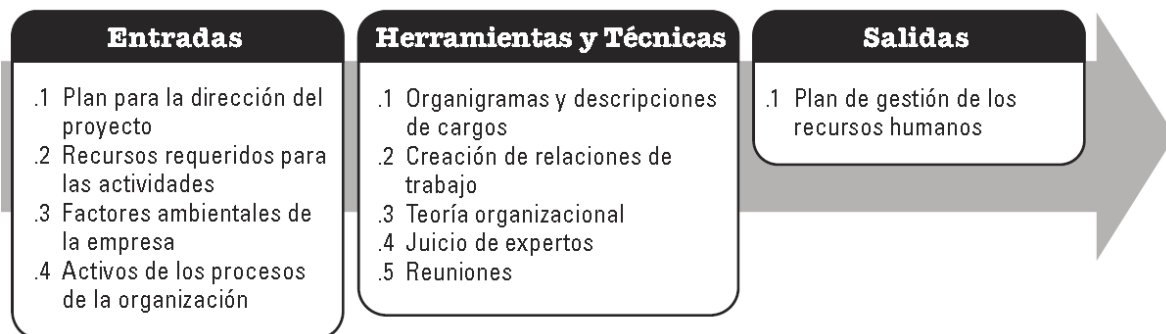 Entradas
.1 Plan para la dirección del
proyecto
.2 Recursos requeridos para
las actividades
.3 Factores ambientales de
la empresa
.4 Activos de los procesos
de la organización
Herramientas y Técnicas
.1 Organigramas y descripciones
de cargos
.2 Creación de relaciones de
trabajo
.3 Teoría organizacional
.4 Juicio de expertos
.5 Reuniones
Salidas
.1 Plan de gestión de los
recursos humanos